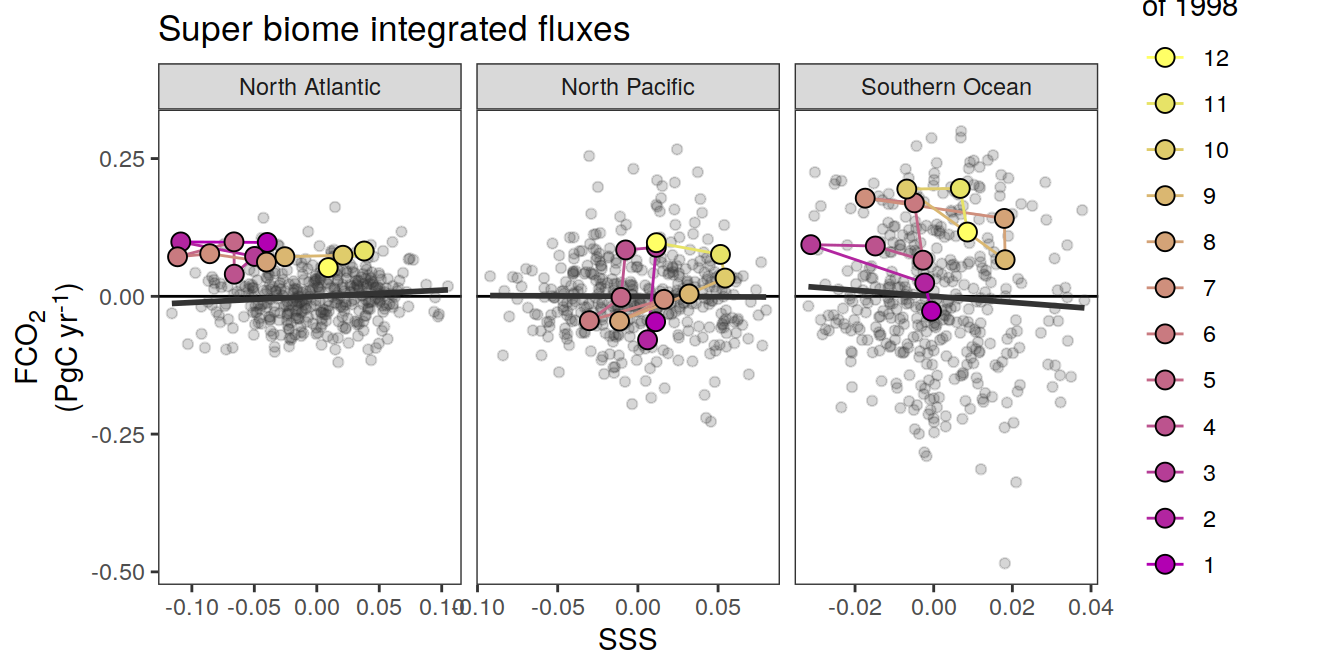 of 1998
Super biome integrated fluxes
North Atlantic
North Pacific
Southern Ocean
0.25
0.00
-0.25
-0.50
FCO2
(PgC yr-1)
-0.10 -0.05 0.00 0.05 0.10
-0.10 -0.05 0.00 0.05
-0.02 0.00 0.02 0.04
SSS
12
11
10
9
8
7
6
5
4
3
2
1